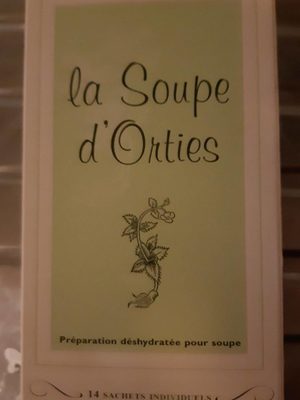 la Soupe
d'Orties
Préparation déshydratée pour soupe
14 SACHETS INDIVIDUELS